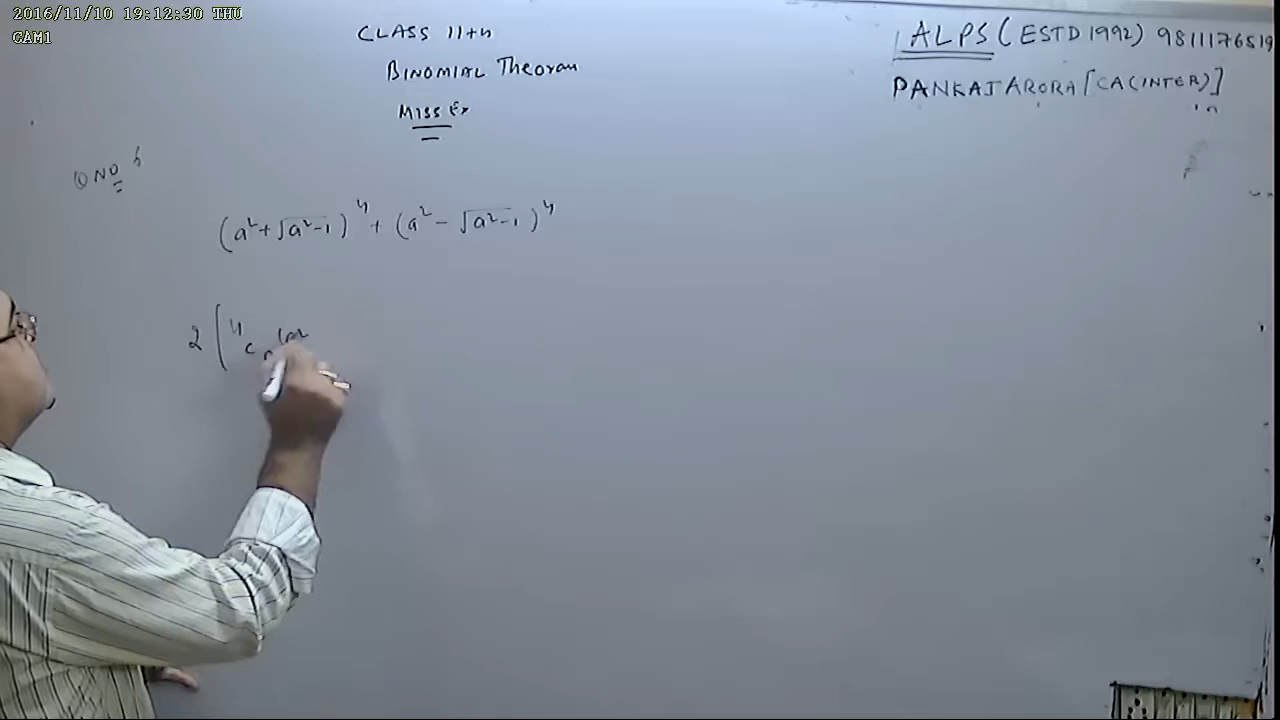 2016/11/10 19:12:30 THU
CAM1
CLASS 11th
BINOMIAL Theoram
MISS Ex
ALPS (ESTD 1992) 9811176519
PANKAJ ARORA [CA (INTER)]
Q NO 6
(a² + √a²-1)⁴ + (a² - √a²-1)⁴
2 [ ⁴C₀ (a²